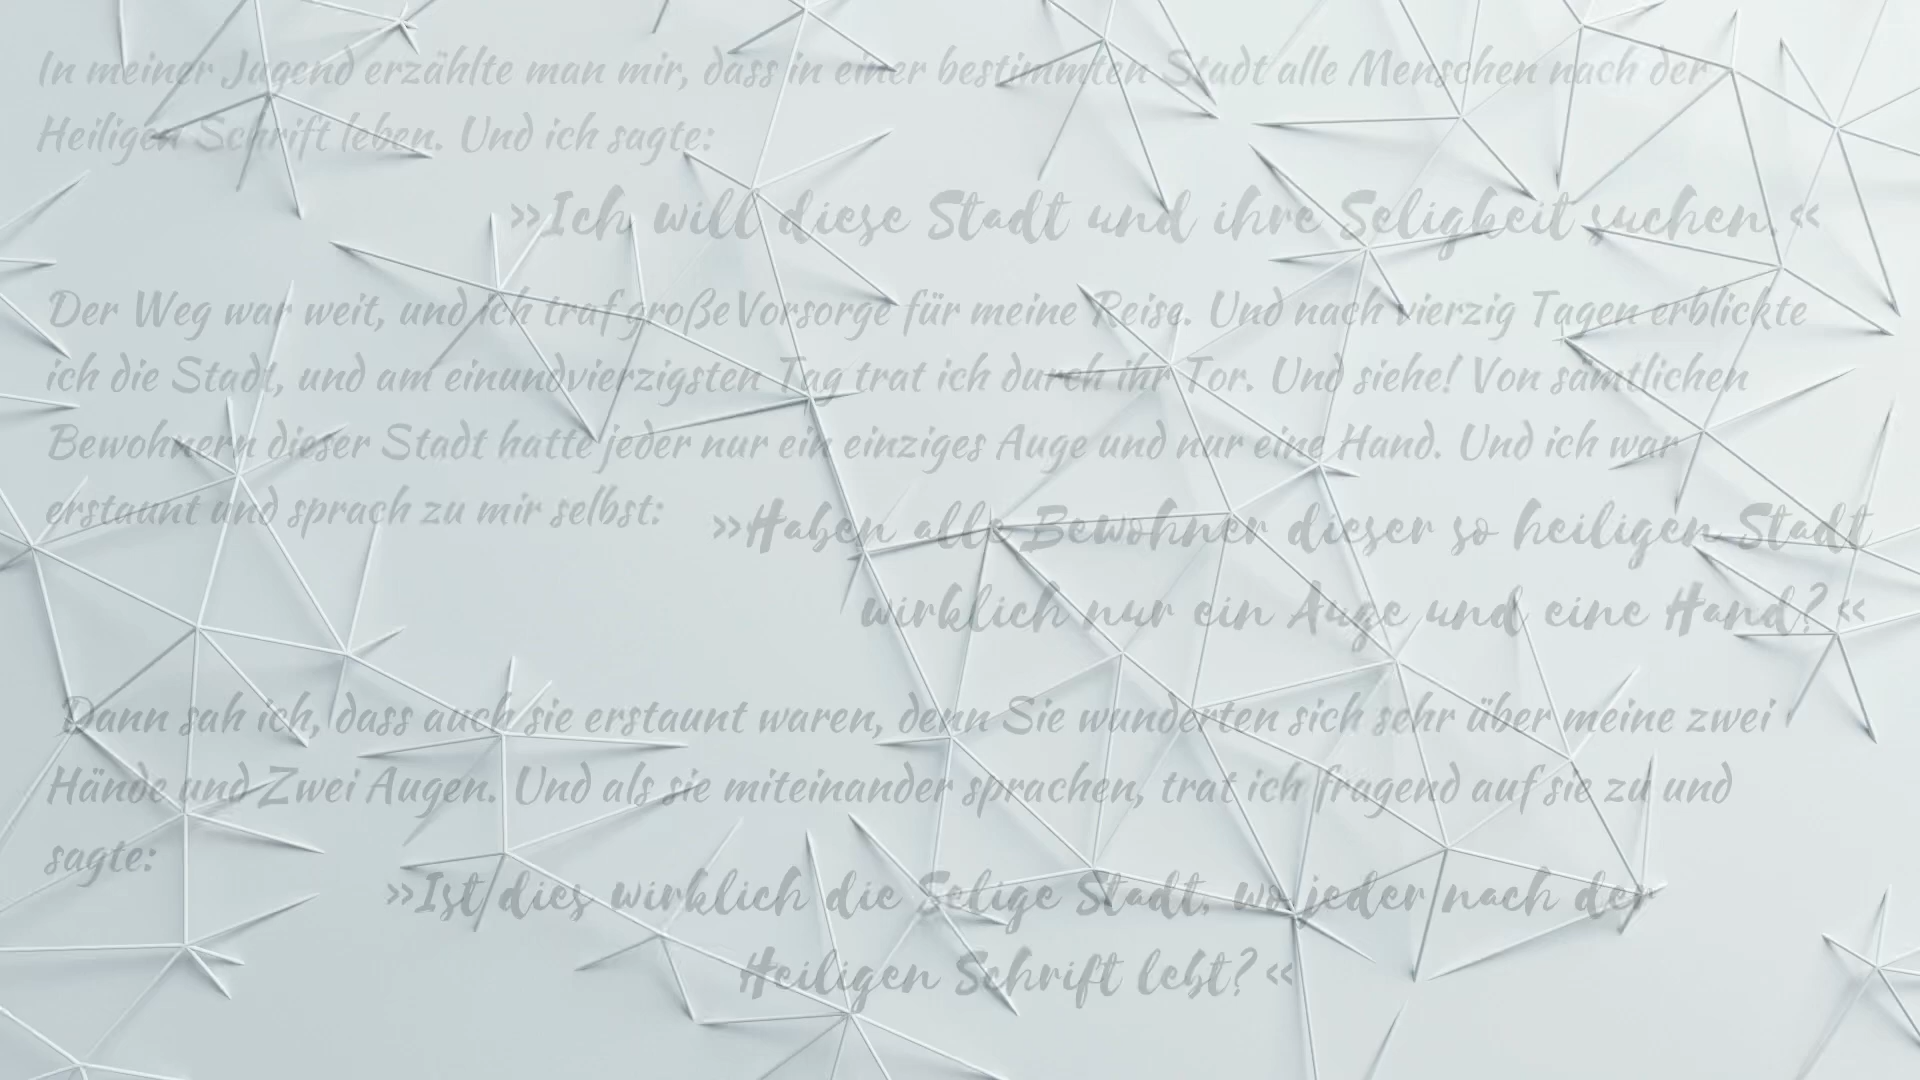 In meiner Jugend erzählte man mir, dass in einer bestimmten Stadt alle Menschen nach der
Heiligen Schrift leben. Und ich sagte:
»Ich will diese Stadt und ihre Seligkeit suchen.«
Der Weg war weit, und ich traf große Vorsorge für meine Reise. Und nach vierzig Tagen erblickte
ich die Stadt, und am einundvierzigsten Tag trat ich durch ihr Tor. Und siehe! Von sämtlichen
Bewohnern dieser Stadt hatte jeder nur ein einziges Auge und nur eine Hand. Und ich war
erstaunt und sprach zu mir selbst:
»Haben alle Bewohner dieser so heiligen Stadt
wirklich nur ein Auge und eine Hand?«
Dann sah ich, dass auch sie erstaunt waren, denn Sie wunderten sich sehr über meine zwei
Hände und Zwei Augen. Und als sie miteinander sprachen, trat ich fragend auf sie zu und
sagte:
»Ist dies wirklich die Selige Stadt, wo jeder nach der
Heiligen Schrift lebt?«